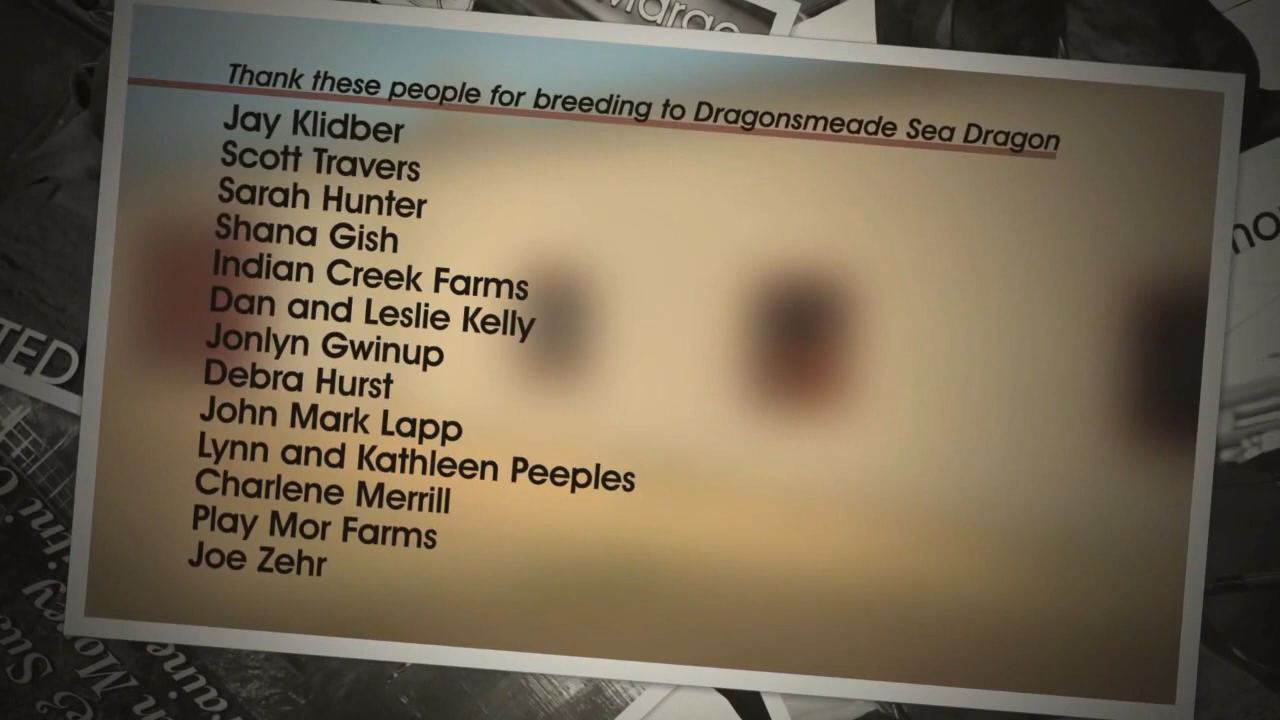 Thank these people for breeding to Dragonsmeade Sea Dragon
Jay Klidber
Scott Travers
Sarah Hunter
Shana Gish
Indian Creek Farms
Dan and Leslie Kelly
Jonlyn Gwinup
Debra Hurst
John Mark Lapp
Lynn and Kathleen Peeples
Charlene Merrill
Play Mor Farms
Joe Zehr
TED